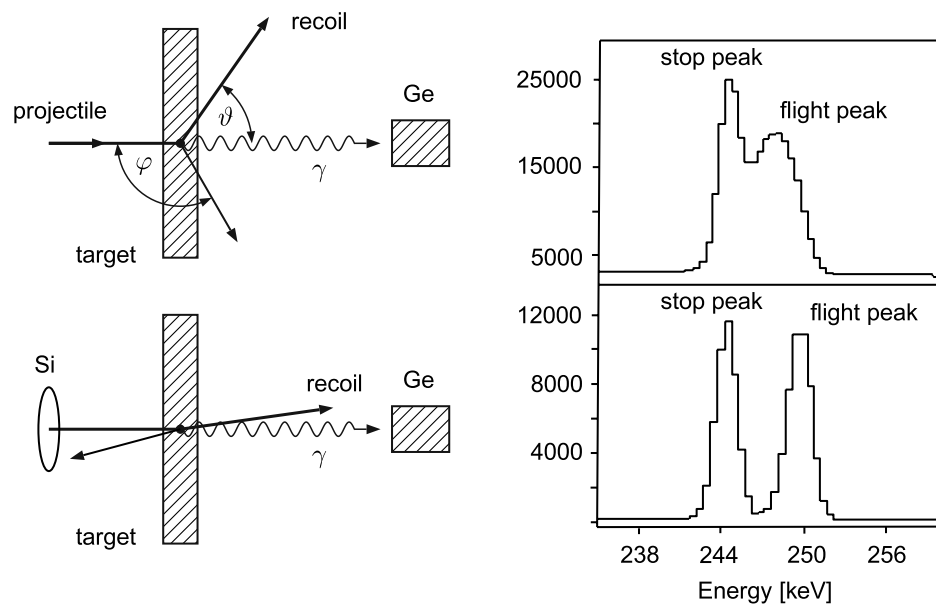 recoil
projectile
Ge
ϑ
φ
γ
target
Si
recoil
Ge
γ
target
stop peak
flight peak
25000
15000
5000
stop peak
flight peak
12000
8000
4000
238 244 250 256
Energy [keV]